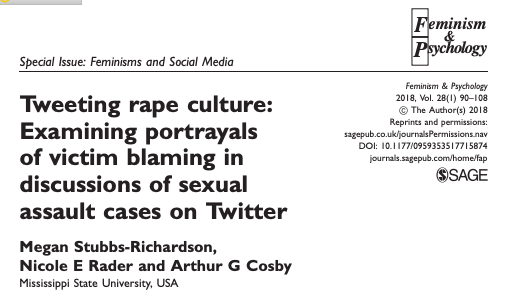 Feminism
&
Psychology
Special Issue: Feminisms and Social Media
Feminism & Psychology
2018, Vol. 28(1) 90–108
© The Author(s) 2018
Reprints and permissions:
sagepub.co.uk/journalsPermissions.nav
DOI: 10.1177/0959353517715874
journals.sagepub.com/home/fap
SAGE
Tweeting rape culture:
Examining portrayals
of victim blaming in
discussions of sexual
assault cases on Twitter
Megan Stubbs-Richardson,
Nicole E Rader and Arthur G Cosby
Mississippi State University, USA